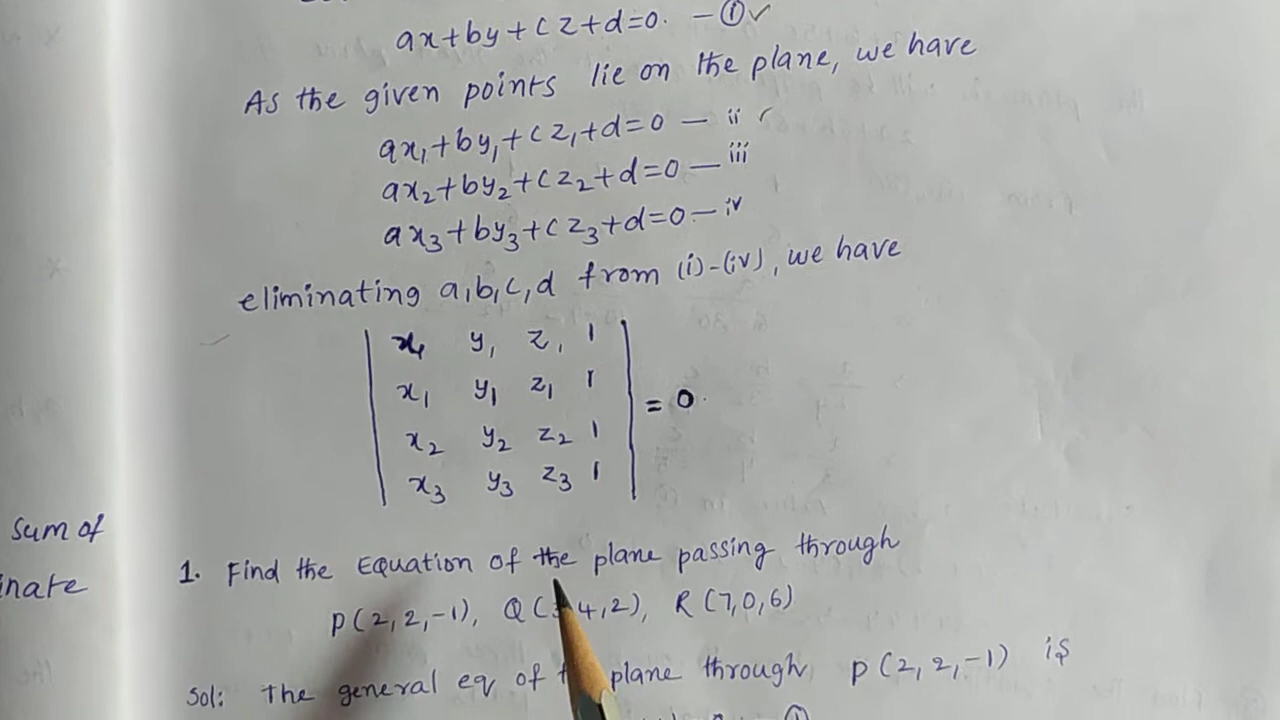 ax+by+cz+d=0. — ①✓
As the given points lie on the plane, we have
ax₁+by₁+cz₁+d=0 — ii
ax₂+by₂+cz₂+d=0 — iii
ax₃+by₃+cz₃+d=0 — iv
eliminating a,b,c,d from (i)-(iv), we have
y, z, 1
x₁ y₁ z₁ 1
x₂ y₂ z₂ 1 = 0.
x₃ y₃ z₃ 1
sum of
1. Find the Equation of the plane passing through
P(2,2,-1), Q( 4,2), R(7,0,6)
Sol: The general eq of plane through P(2,2,-1) is